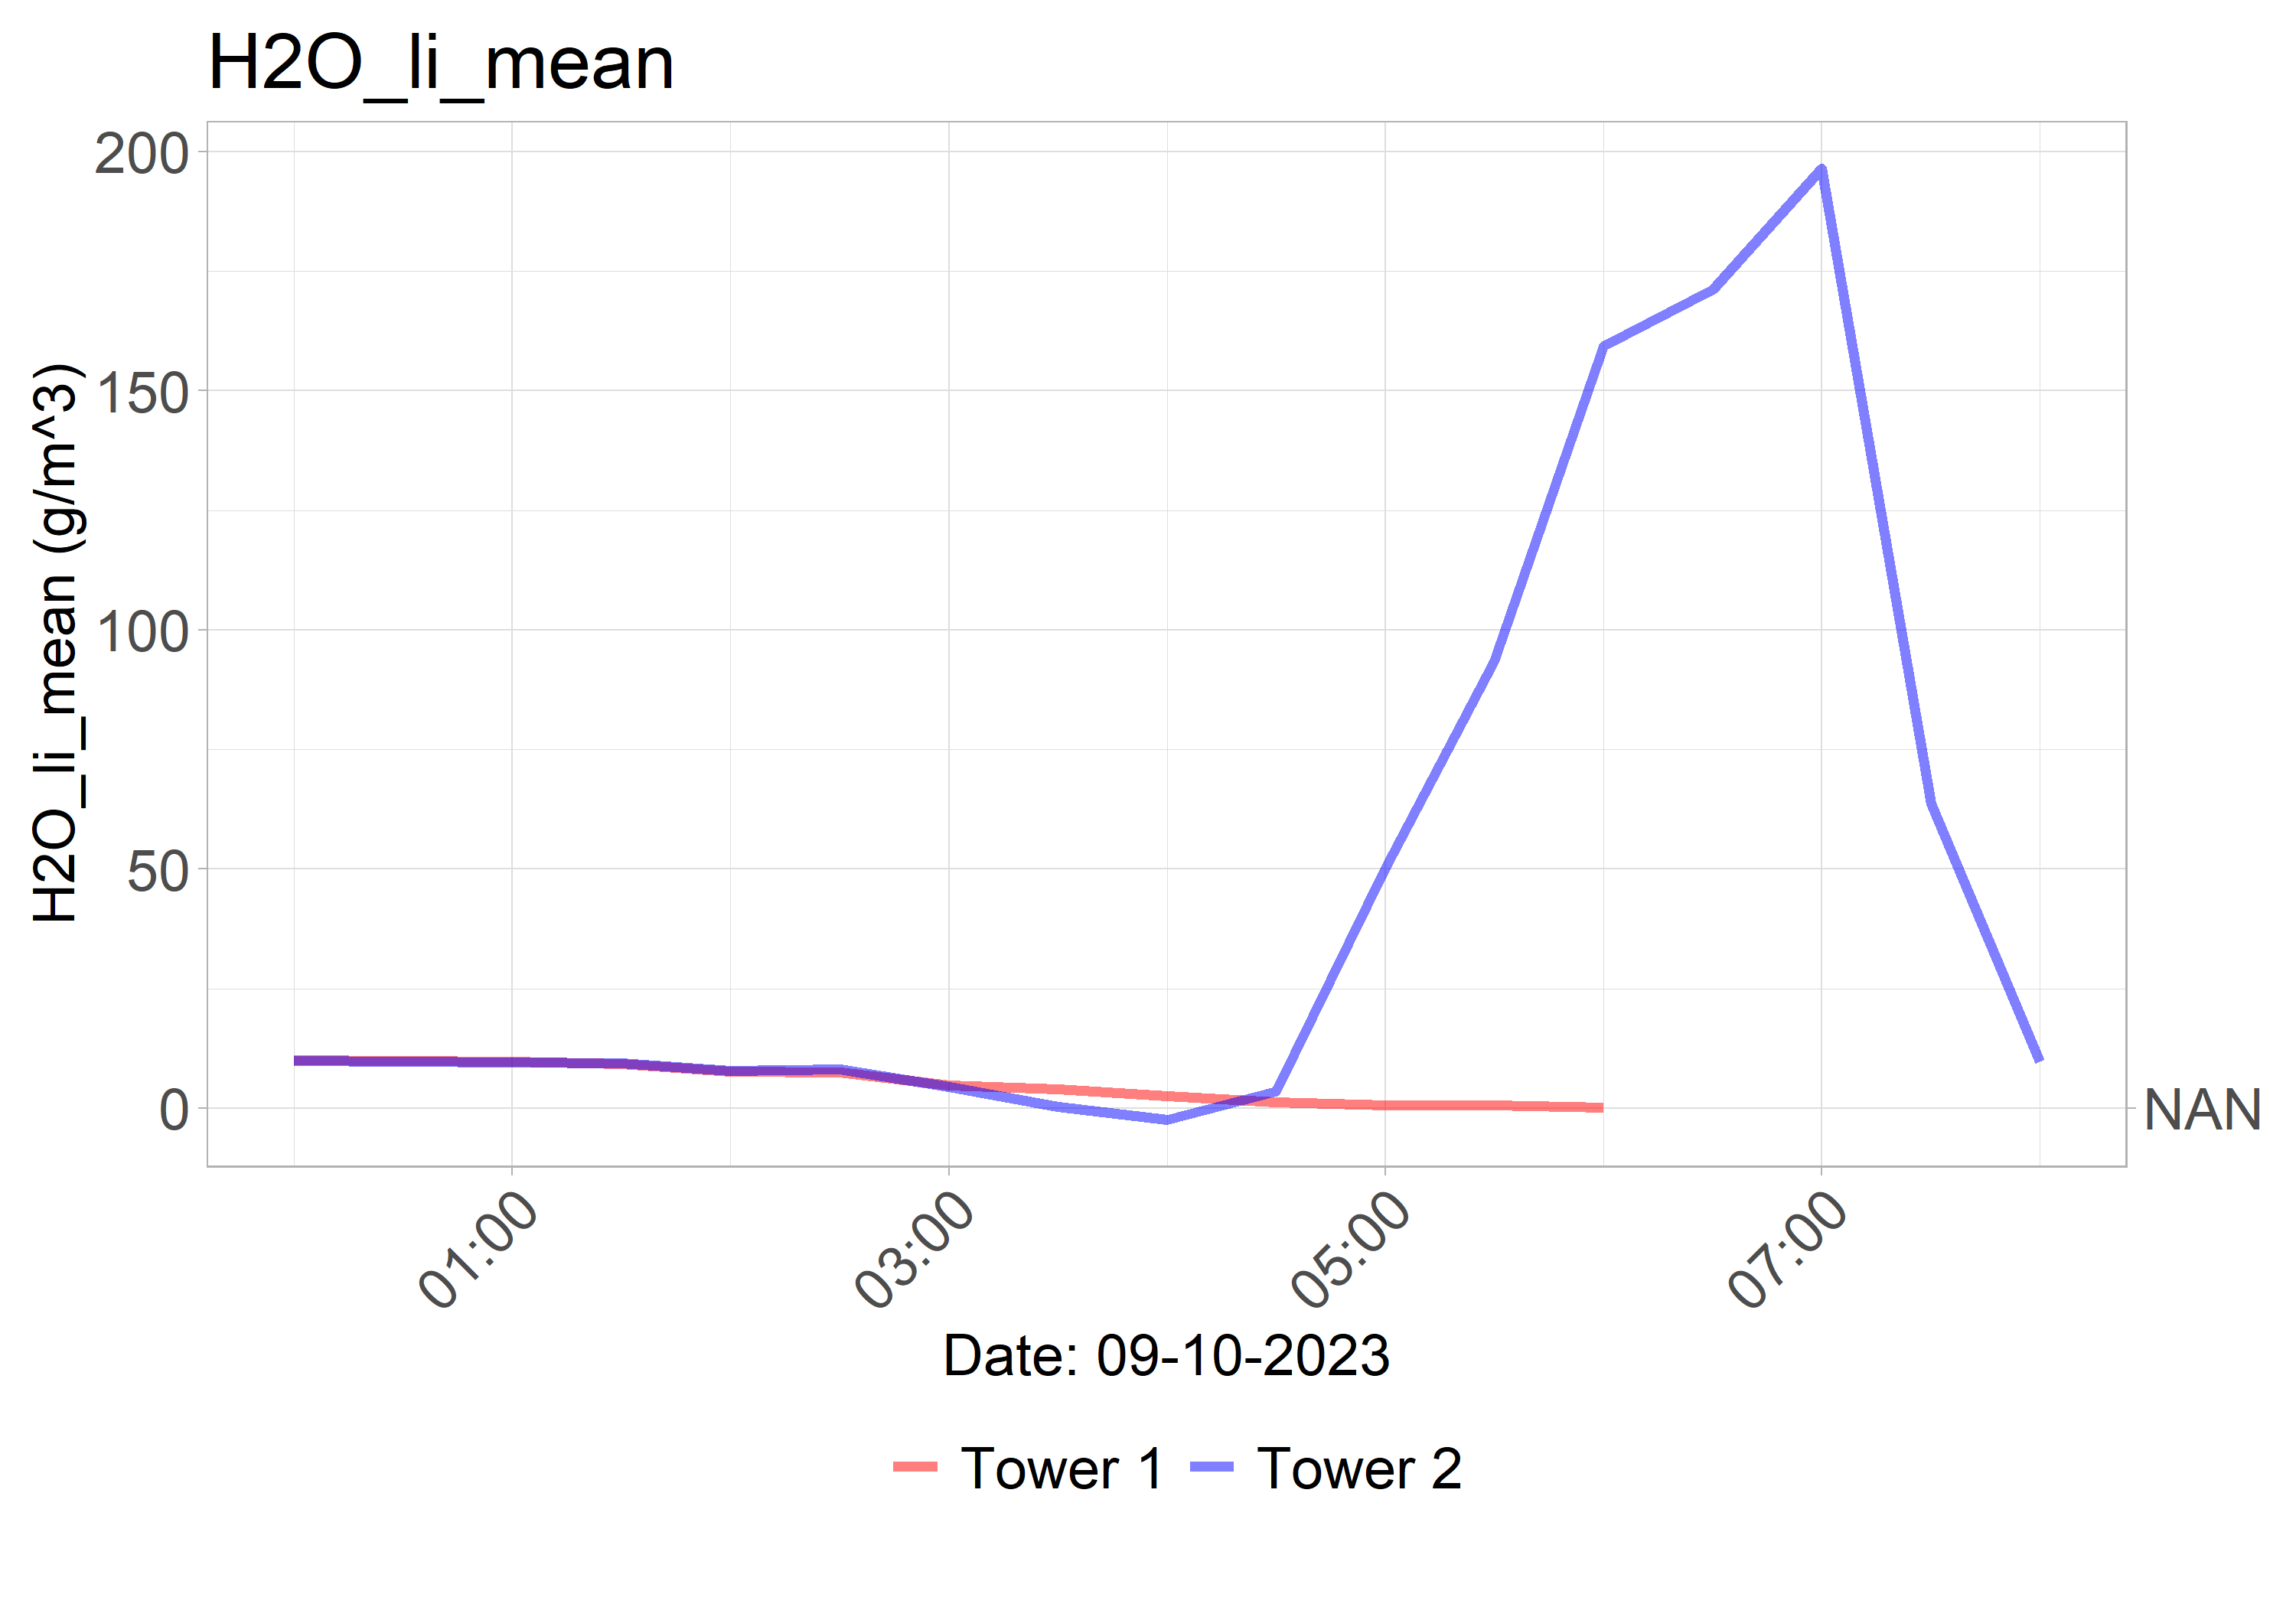 H2O_li_mean
H2O_li_mean (g/m^3)
200
150
100
50
0
NAN
01:00
03:00
05:00
07:00
Date: 09-10-2023
Tower 1
Tower 2